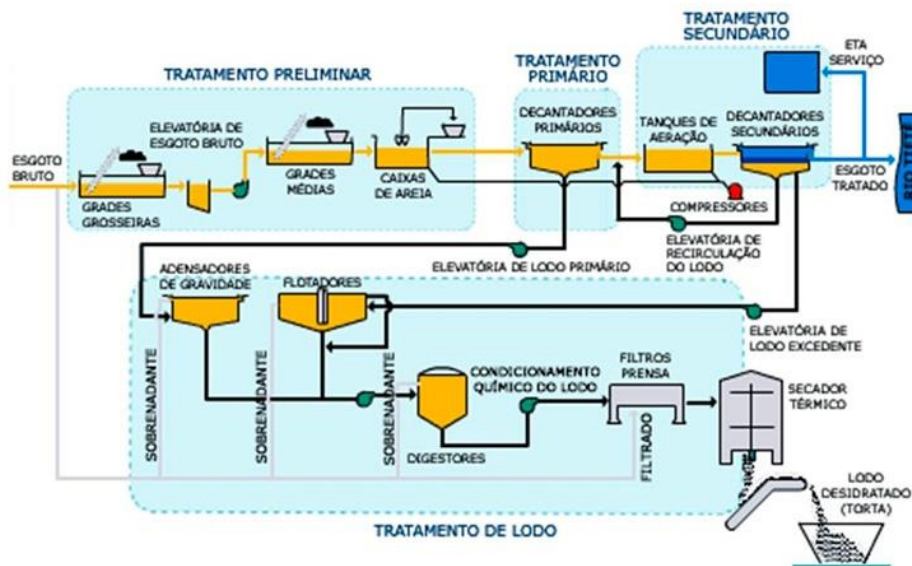 TRATAMENTO
SECUNDÁRIO
TRATAMENTO
PRIMÁRIO
TRATAMENTO PRELIMINAR
ETA
SERVIÇO
ELEVATÓRIA DE
ESGOTO BRUTO
DECANTADORES
PRIMÁRIOS
TANQUES DE
AERAÇÃO
DECANTADORES
SECUNDÁRIOS
ESGOTO
BRUTO
GRADES
GROSSEIRAS
GRADES
MÉDIAS
CAIXAS
DE AREIA
ESGOTO
TRATADO
RIO TIETÊ
COMPRESSORES
ELEVATÓRIA DE
RECIRCULAÇÃO
DO LODO
ELEVATÓRIA DE LODO PRIMÁRIO
ADENSADORES
DE GRAVIDADE
FLOTADORES
ELEVATÓRIA DE
LODO EXCEDENTE
SOBRENADANTE
SOBRENADANTE
SOBRENADANTE
CONDICIONAMENTO
QUÍMICO DO LODO
FILTROS
PRENSA
SECADOR
TÉRMICO
DIGESTORES
FILTRADO
LODO
DESIDRATADO
(TORTA)
TRATAMENTO DE LODO